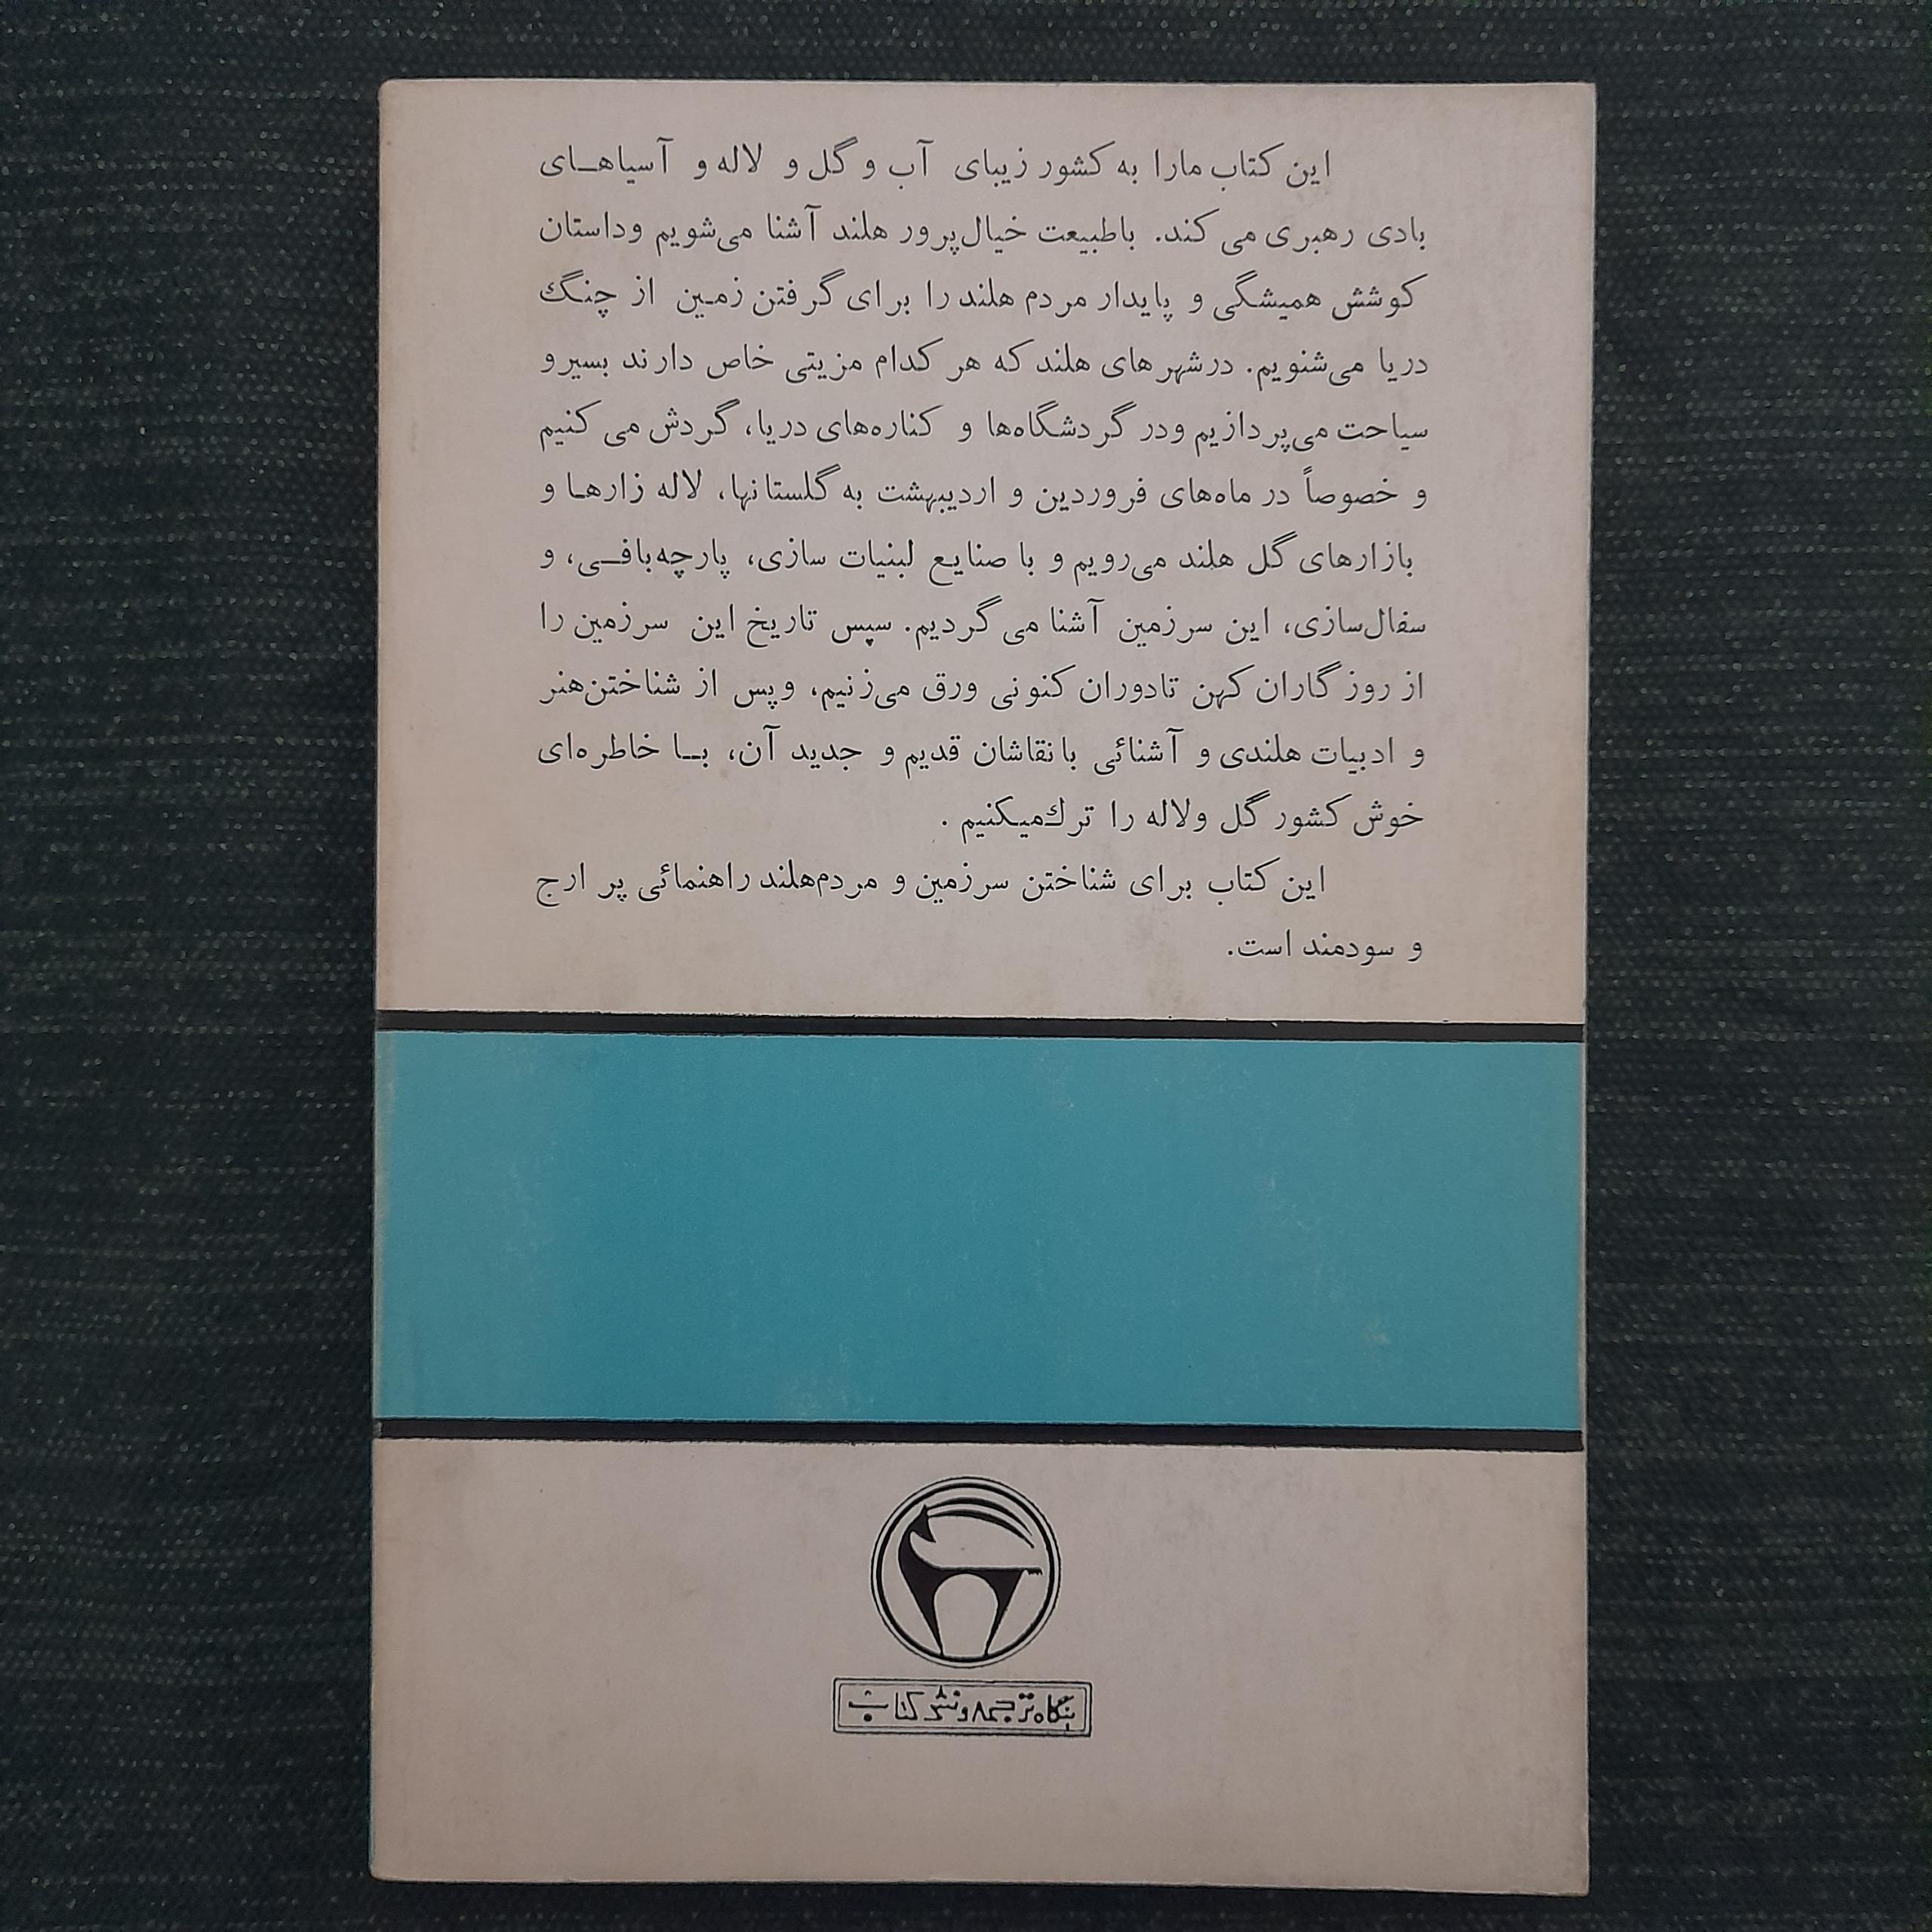 این کتاب مارا به کشور زیبای آب و گل و لاله و آسیاهـای
بادی رهبری می کند. باطبیعت خیال‌پرور هلند آشنا می‌شویم وداستان
کوشش همیشگی و پایدار مردم هلند را برای گرفتن زمین از چنگ
دریا می‌شنویم. درشهرهای هلند که هر کدام مزیتی خاص دارند بسیرو
سیاحت می‌پردازیم ودر گردشگاه‌ها و کناره‌های دریا، گردش می کنیم
و خصوصاً در ماه‌های فروردین و اردیبهشت به گلستانها، لاله زارها و
بازارهای گل هلند می‌رویم و با صنایع لبنیات سازی، پارچه‌بافـی، و
سفال‌سازی، این سرزمین آشنا می گردیم. سپس تاریخ این سرزمین را
از روزگاران کهن تادوران کنونی ورق می‌زنیم، وپس از شناختن‌هنر
و ادبیات هلندی و آشنائی بانقاشان قدیم و جدید آن، بـا خاطره‌ای
خوش کشور گل ولاله را ترك‌میکنیم .
این کتاب برای شناختن سرزمین و مردم‌هلند راهنمائی پر ارج
و سودمند است.
بنگاه ترجمه و نشر کتاب